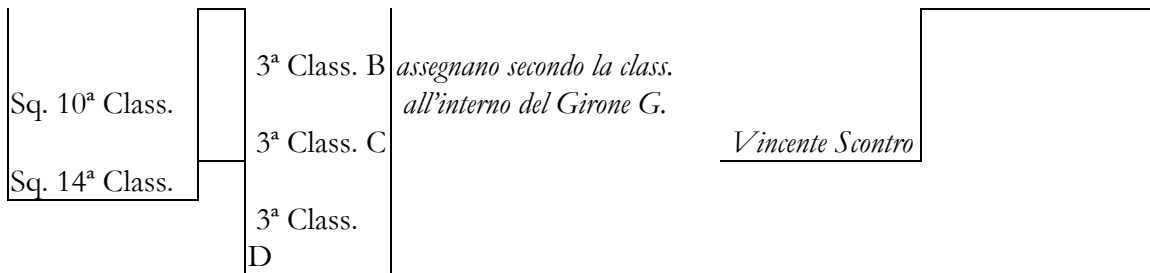 Sq. 10ª Class.
Sq. 14ª Class.
3ª Class. B
3ª Class. C
3ª Class.
D
assegnano secondo la class.
all’interno del Girone G.
Vincente Scontro